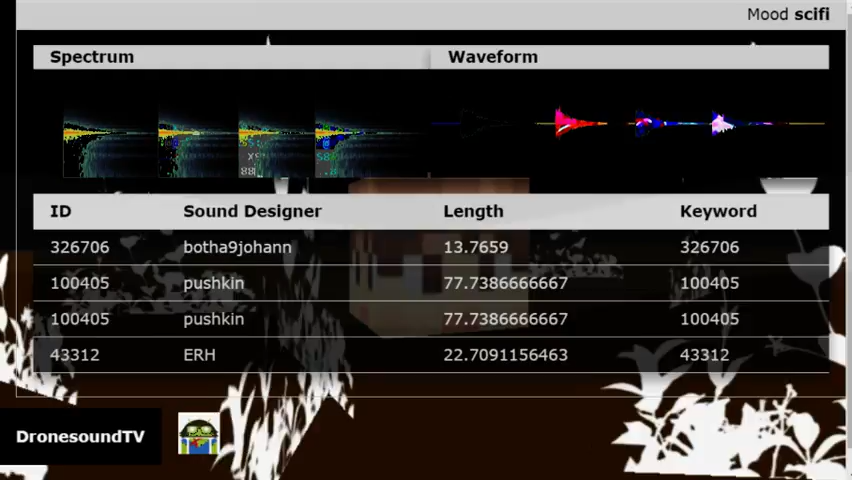 Mood scifi
Spectrum Waveform
ID Sound Designer Length Keyword
326706 botha9johann 13.7659 326706
100405 pushkin 77.7386666667 100405
100405 pushkin 77.7386666667 100405
43312 ERH 22.7091156463 43312
DronesoundTV